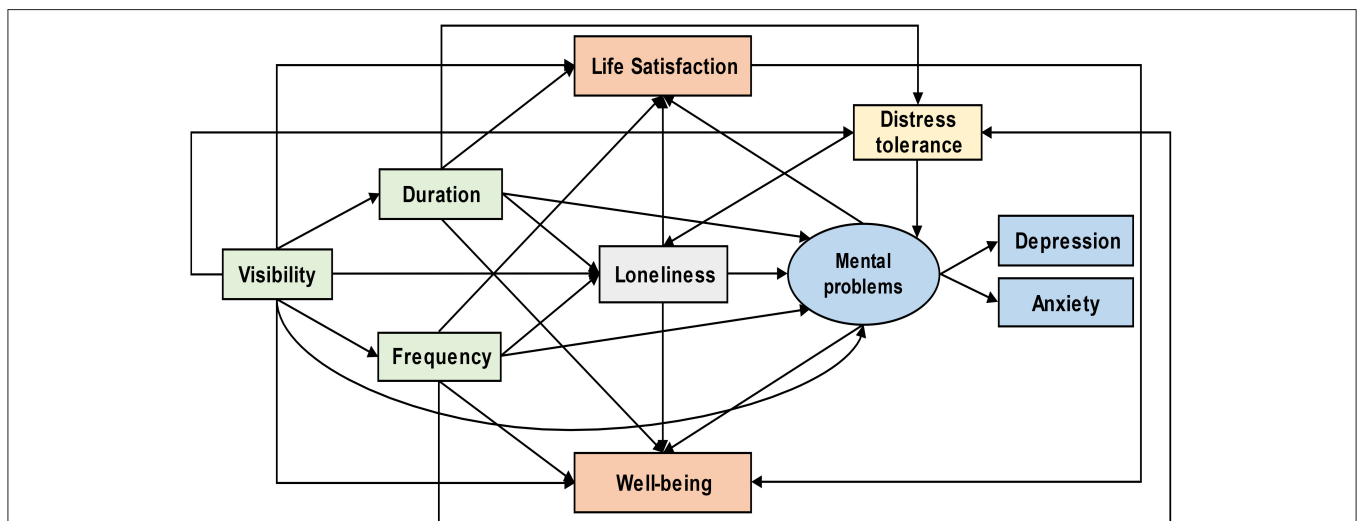 Life Satisfaction
Distress
tolerance
Duration
Depression
Visibility
Loneliness
Mental
problems
Anxiety
Frequency
Well-being